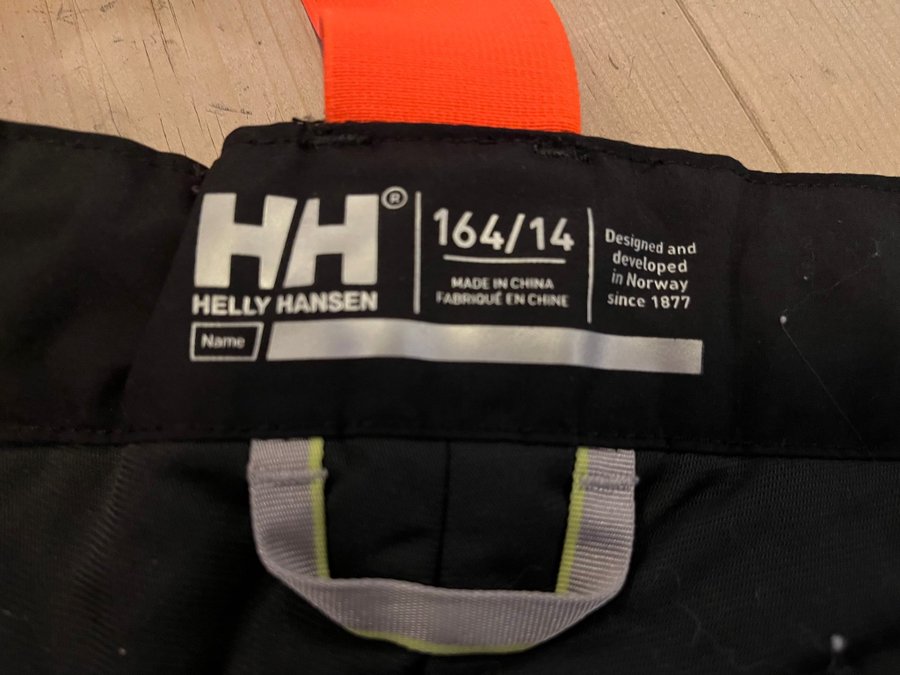 HH®
HELLY HANSEN
Name
164/14
MADE IN CHINA
FABRIQUÉ EN CHINE
Designed and
developed
in Norway
since 1877